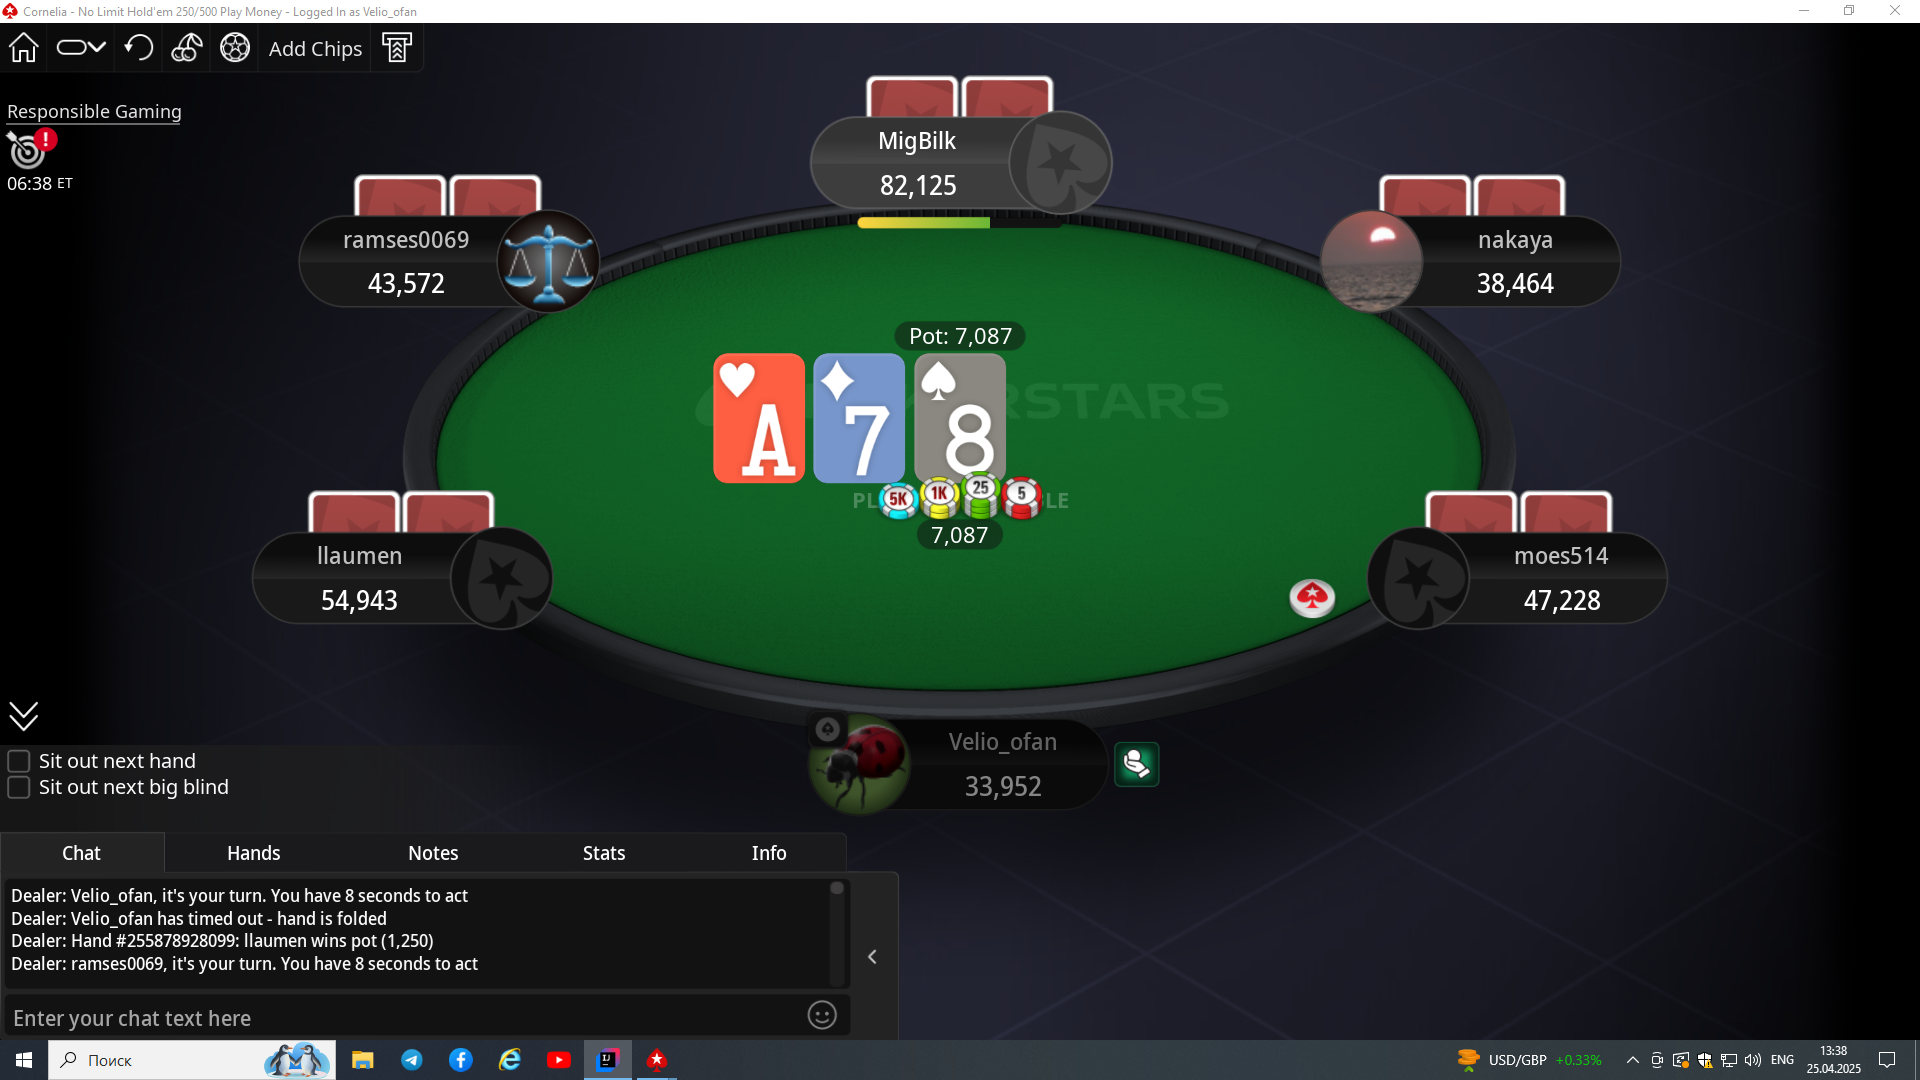 Cornelia - No Limit Hold'em 250/500 Play Money - Logged In as Velio_ofan
Add Chips
Responsible Gaming
!
06:38 ET
MigBilk
82,125
ramses0069
43,572
nakaya
38,464
Pot: 7,087
A
7
8
RSTARS
5K
1K
25
5
7,087
llaumen
54,943
moes514
47,228
Velio_ofan
33,952
Sit out next hand
Sit out next big blind
Chat
Hands
Notes
Stats
Info
Dealer: Velio_ofan, it's your turn. You have 8 seconds to act
Dealer: Velio_ofan has timed out - hand is folded
Dealer: Hand #255878928099: llaumen wins pot (1,250)
Dealer: ramses0069, it's your turn. You have 8 seconds to act
Enter your chat text here
Поиск
IJ
USD/GBP +0.33%
ENG
13:38
25.04.2025